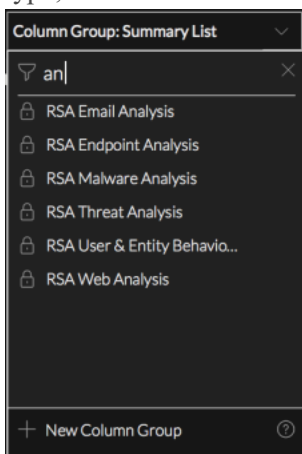 Column Group: Summary List
an
RSA Email Analysis
RSA Endpoint Analysis
RSA Malware Analysis
RSA Threat Analysis
RSA User & Entity Behavio...
RSA Web Analysis
New Column Group